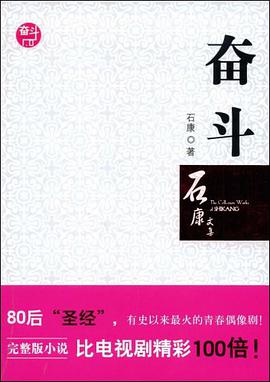 奋斗
奋斗
石康○著
石康文集
The Collection Works
of SHIKANG
80后“圣经”，有史以来最火的青春偶像剧！
完整版小说 比电视剧精彩100倍！